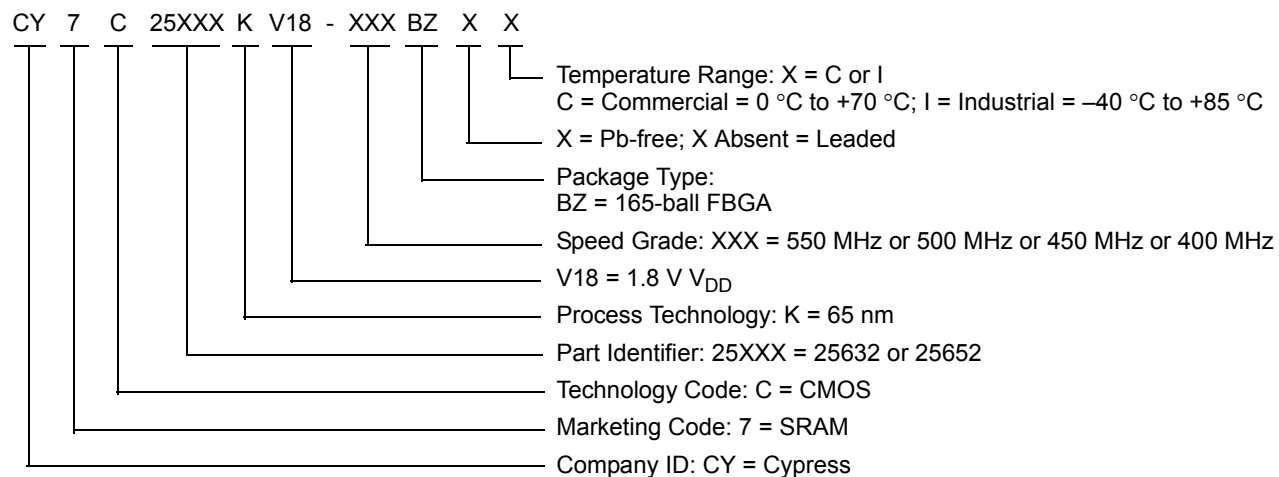 CY 7 C 25XXX K V18 - XXX BZ X X
Temperature Range: X = C or I
C = Commercial = 0 °C to +70 °C; I = Industrial = –40 °C to +85 °C
X = Pb-free; X Absent = Leaded
Package Type:
BZ = 165-ball FBGA
Speed Grade: XXX = 550 MHz or 500 MHz or 450 MHz or 400 MHz
V18 = 1.8 V VDD
Process Technology: K = 65 nm
Part Identifier: 25XXX = 25632 or 25652
Technology Code: C = CMOS
Marketing Code: 7 = SRAM
Company ID: CY = Cypress